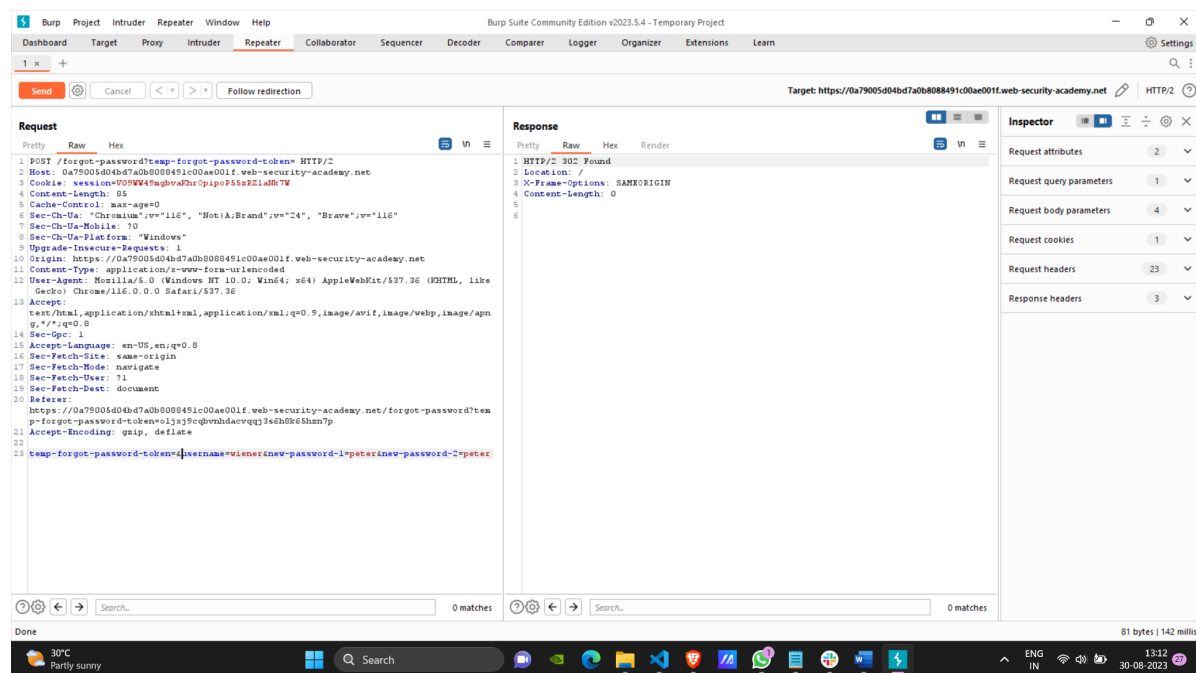 Burp Project Intruder Repeater Window Help Burp Suite Community Edition v2023.5.4 - Temporary Project
Dashboard Target Proxy Intruder Repeater Collaborator Sequencer Decoder Comparer Logger Organizer Extensions Learn Settings
1 × +
Send Cancel < > Follow redirection Target: https://0a79005d04bd7a0b8088491c00ae001f.web-security-academy.net HTTP/2
Request
Pretty Raw Hex \n
1 POST /forgot-password?temp-forgot-password-token= HTTP/2
2 Host: 0a79005d04bd7a0b8088491c00ae001f.web-security-academy.net
3 Cookie: session=
4 Content-Length: 85
5 Cache-Control: max-age=0
6 Sec-Ch-Ua: "Chromium";v="116", "Not)A;Brand";v="24", "Brave";v="116"
7 Sec-Ch-Ua-Mobile: ?0
8 Sec-Ch-Ua-Platform: "Windows"
9 Upgrade-Insecure-Requests: 1
10 Origin: https://0a79005d04bd7a0b8088491c00ae001f.web-security-academy.net
11 Content-Type: application/x-www-form-urlencoded
12 User-Agent: Mozilla/5.0 (Windows NT 10.0; Win64; x64) AppleWebKit/537.36 (KHTML, like
Gecko) Chrome/116.0.0.0 Safari/537.36
13 Accept:
text/html,application/xhtml+xml,application/xml;q=0.9,image/avif,image/webp,image/apn
g,*/*;q=0.8
14 Sec-Gpc: 1
15 Accept-Language: en-US,en;q=0.8
16 Sec-Fetch-Site: same-origin
17 Sec-Fetch-Mode: navigate
18 Sec-Fetch-User: ?1
19 Sec-Fetch-Dest: document
20 Referer:
https://0a79005d04bd7a0b8088491c00ae001f.web-security-academy.net/forgot-password?tem
p-forgot-password-token=
21 Accept-Encoding: gzip, deflate
22
23 temp-forgot-password-token=&username=wiener&new-password-1=peter&new-password-2=peter
Search... 0 matches
Response
Pretty Raw Hex Render \n
1 HTTP/2 302 Found
2 Location: /
3 X-Frame-Options: SAMEORIGIN
4 Content-Length: 0
5
6
Search... 0 matches
Inspector
Request attributes 2
Request query parameters 1
Request body parameters 4
Request cookies 1
Request headers 23
Response headers 3
Done 81 bytes | 142 millis
30°C
Partly sunny
Search
1
ENG
IN
13:12
30-08-2023
27